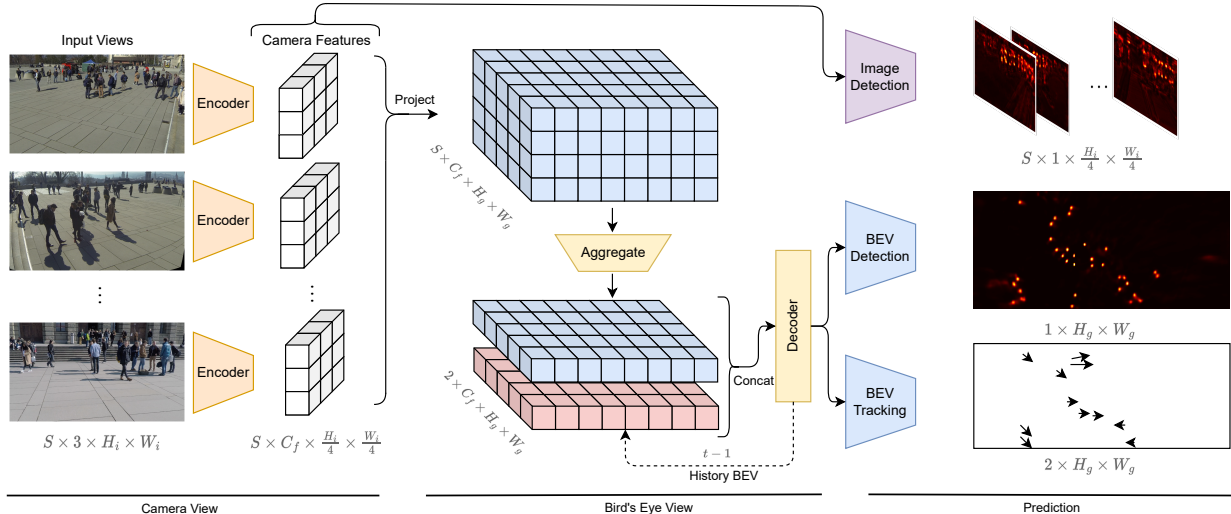 Input Views
Camera Features
Encoder
Encoder
Encoder
⋮
⋮
S × 3 × H_i × W_i
S × C_f × H_i/4 × W_i/4
Camera View
Project
S × C_f × H_g × W_g
Aggregate
2 × C_f × H_g × W_g
Concat
Decoder
t − 1
History BEV
Bird's Eye View
Image
Detection
BEV
Detection
BEV
Tracking
...
S × 1 × H_i/4 × W_i/4
1 × H_g × W_g
2 × H_g × W_g
Prediction